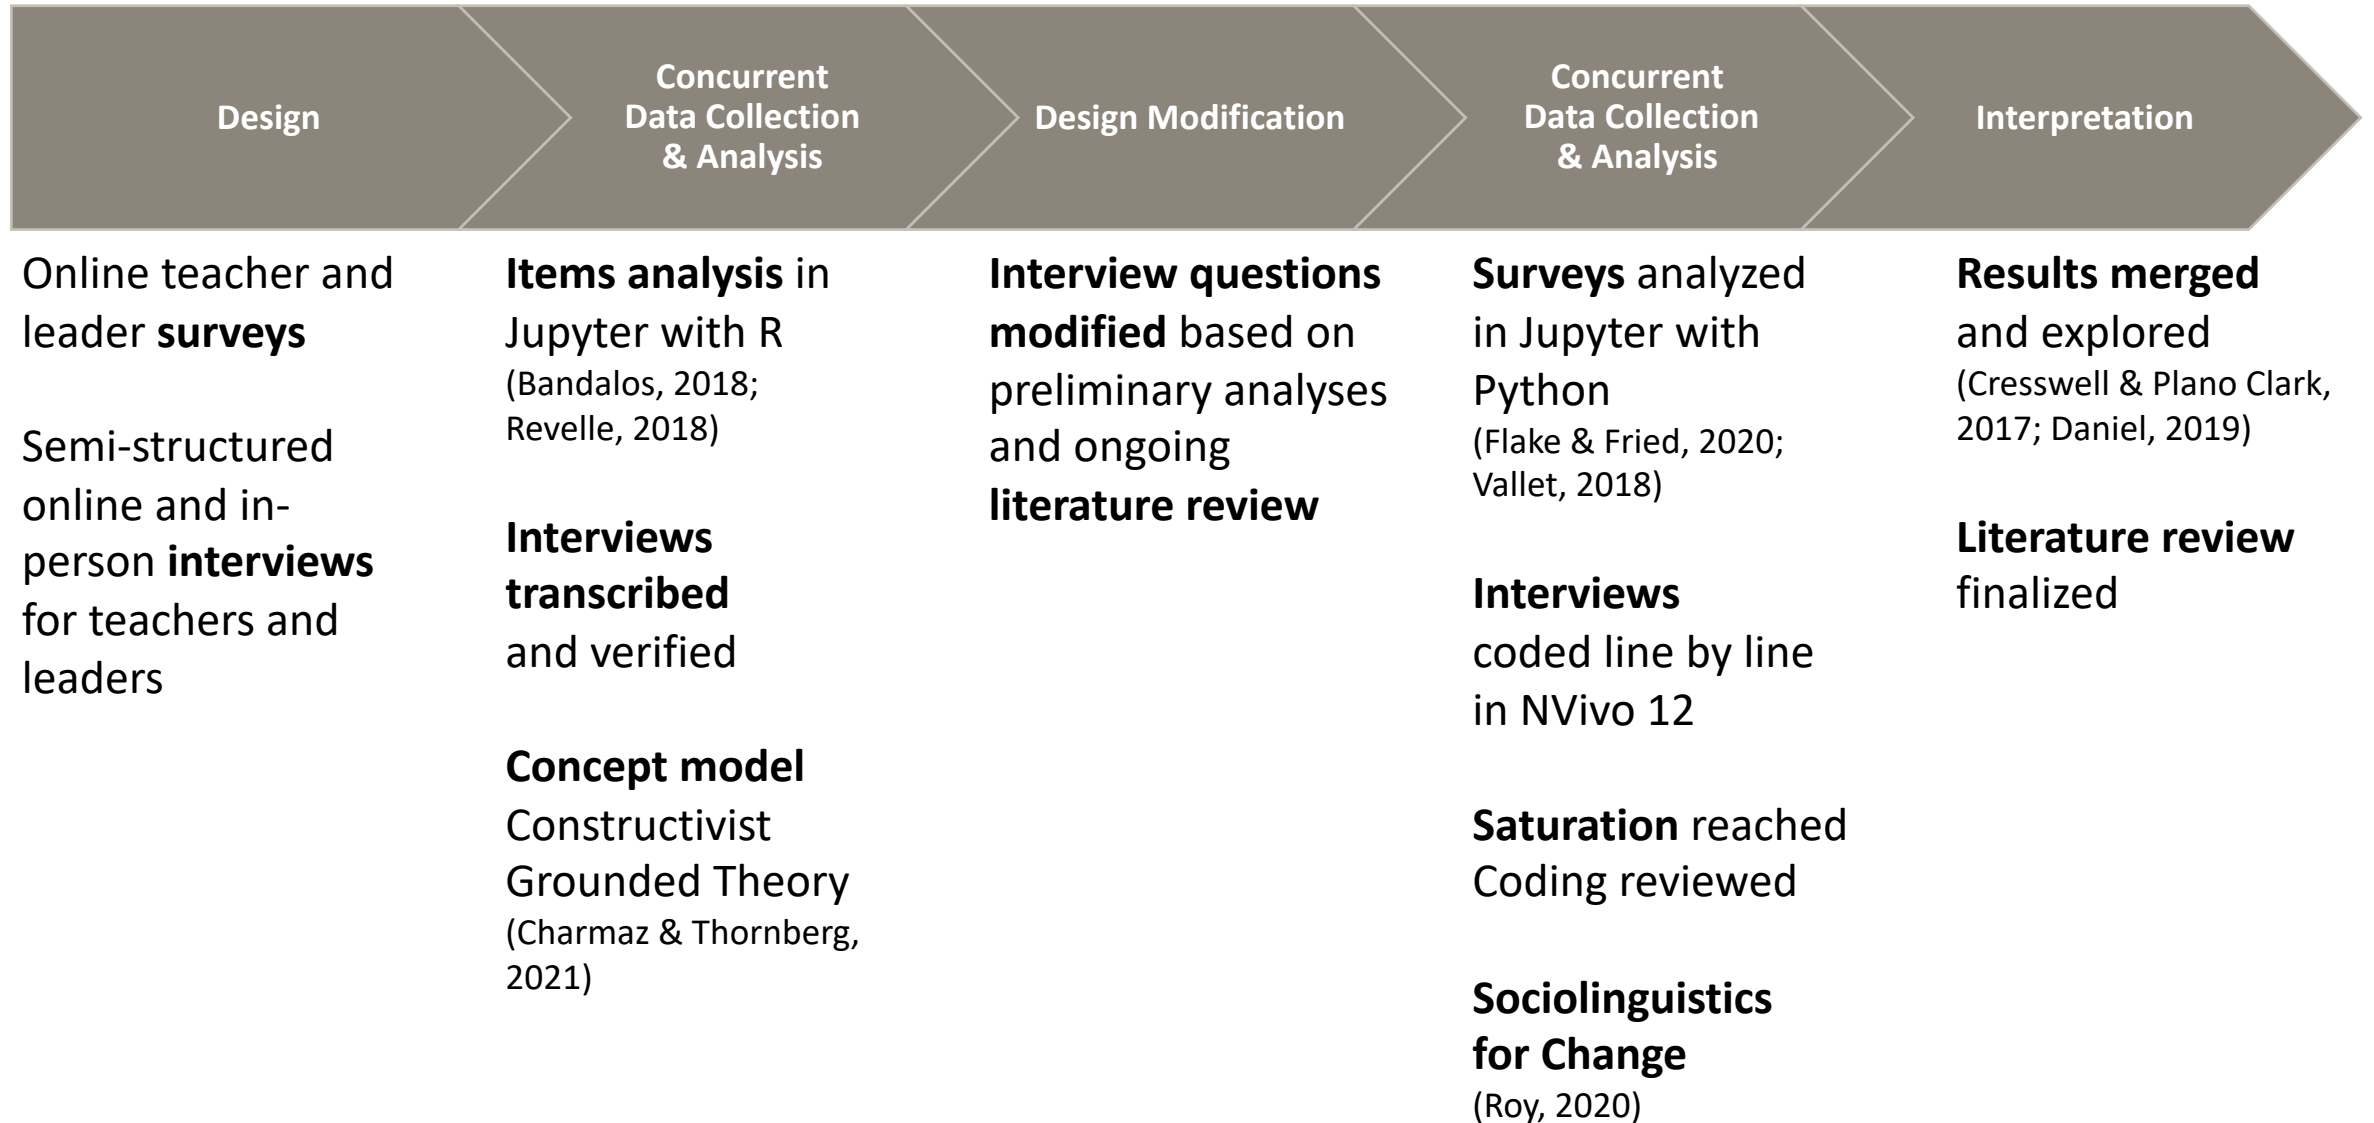 Design
Concurrent
Data Collection
& Analysis
Design Modification
Concurrent
Data Collection
& Analysis
Interpretation
Online teacher and
leader surveys
Semi-structured
online and in-
person interviews
for teachers and
leaders
Items analysis in
Jupyter with R
(Bandalos, 2018;
Revelle, 2018)
Interviews
transcribed
and verified
Concept model
Constructivist
Grounded Theory
(Charmaz & Thornberg,
2021)
Interview questions
modified based on
preliminary analyses
and ongoing
literature review
Surveys analyzed
in Jupyter with
Python
(Flake & Fried, 2020;
Vallet, 2018)
Interviews
coded line by line
in NVivo 12
Saturation reached
Coding reviewed
Sociolinguistics
for Change
(Roy, 2020)
Results merged
and explored
(Cresswell & Plano Clark,
2017; Daniel, 2019)
Literature review
finalized